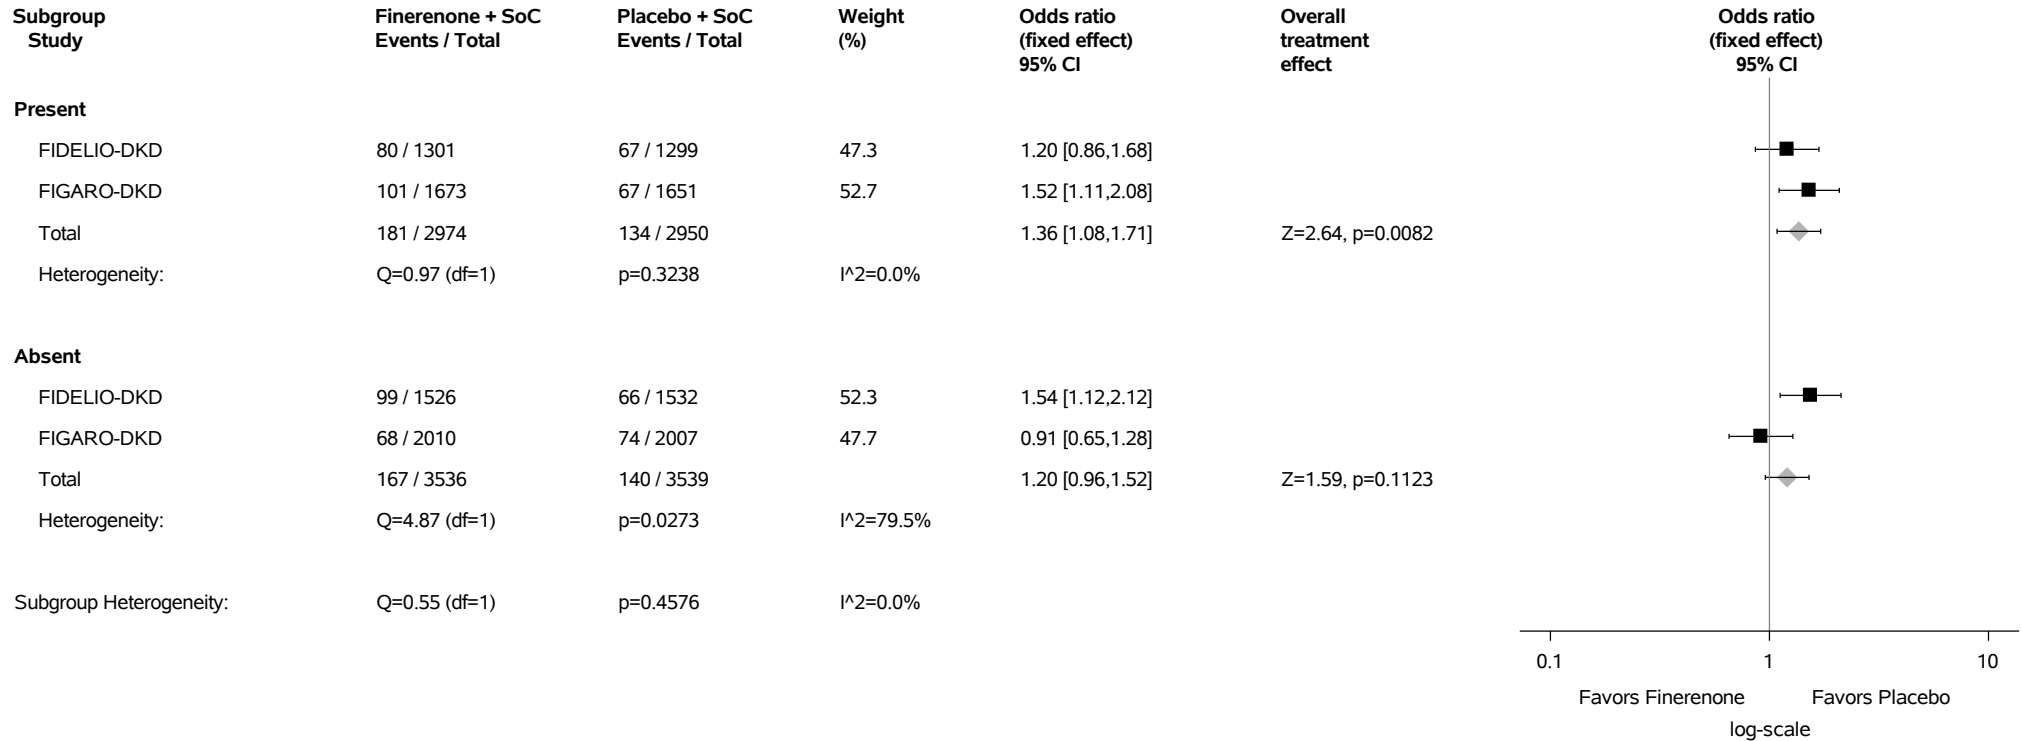 Subgroup Finerenone + SoC Placebo + SoC Weight Odds ratio Overall Odds ratio
Study Events / Total Events / Total (%) (fixed effect) treatment (fixed effect)
95% CI effect 95% CI
Present
FIDELIO-DKD 80 / 1301 67 / 1299 47.3 1.20 [0.86,1.68]
FIGARO-DKD 101 / 1673 67 / 1651 52.7 1.52 [1.11,2.08]
Total 181 / 2974 134 / 2950 1.36 [1.08,1.71] Z=2.64, p=0.0082
Heterogeneity: Q=0.97 (df=1) p=0.3238 I^2=0.0%
Absent
FIDELIO-DKD 99 / 1526 66 / 1532 52.3 1.54 [1.12,2.12]
FIGARO-DKD 68 / 2010 74 / 2007 47.7 0.91 [0.65,1.28]
Total 167 / 3536 140 / 3539 1.20 [0.96,1.52] Z=1.59, p=0.1123
Heterogeneity: Q=4.87 (df=1) p=0.0273 I^2=79.5%
Subgroup Heterogeneity: Q=0.55 (df=1) p=0.4576 I^2=0.0%
0.1 1 10
Favors Finerenone Favors Placebo
log-scale